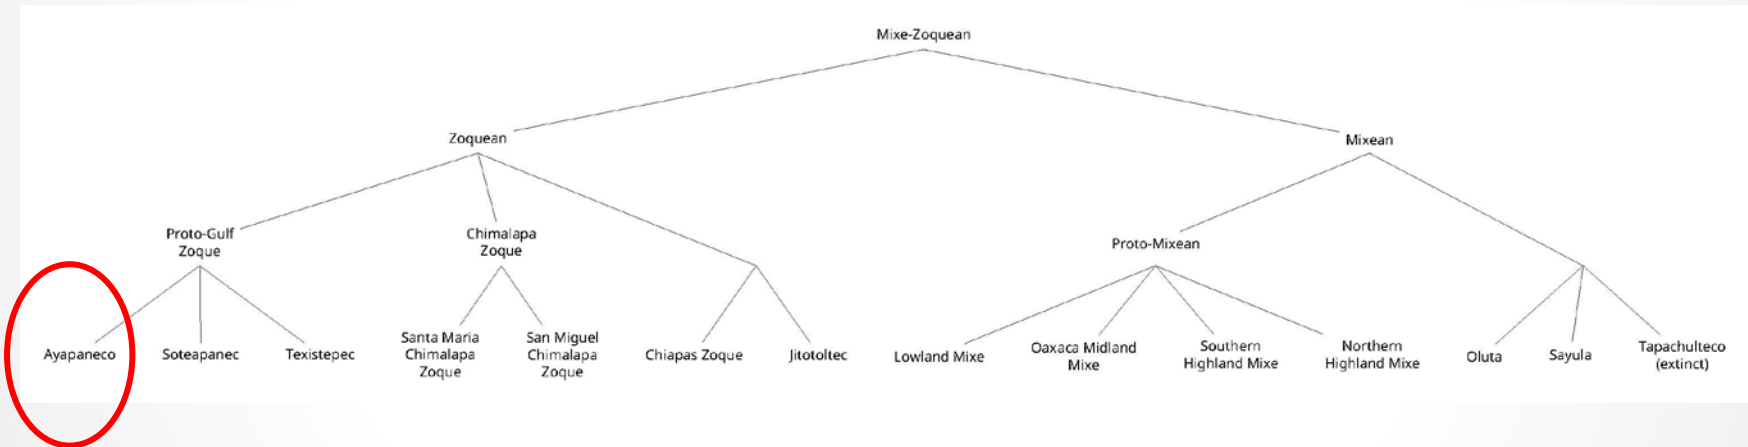 Mixe-Zoquean
Zoquean
Mixean
Proto-Gulf
Zoque
Chimalapa
Zoque
Proto-Mixean
Ayapaneco
Soteapanec
Texistepec
Santa Maria
Chimalapa
Zoque
San Miguel
Chimalapa
Zoque
Chiapas Zoque
Jitotoltec
Lowland Mixe
Oaxaca Midland
Mixe
Southern
Highland Mixe
Northern
Highland Mixe
Oluta
Sayula
Tapachulteco
(extinct)